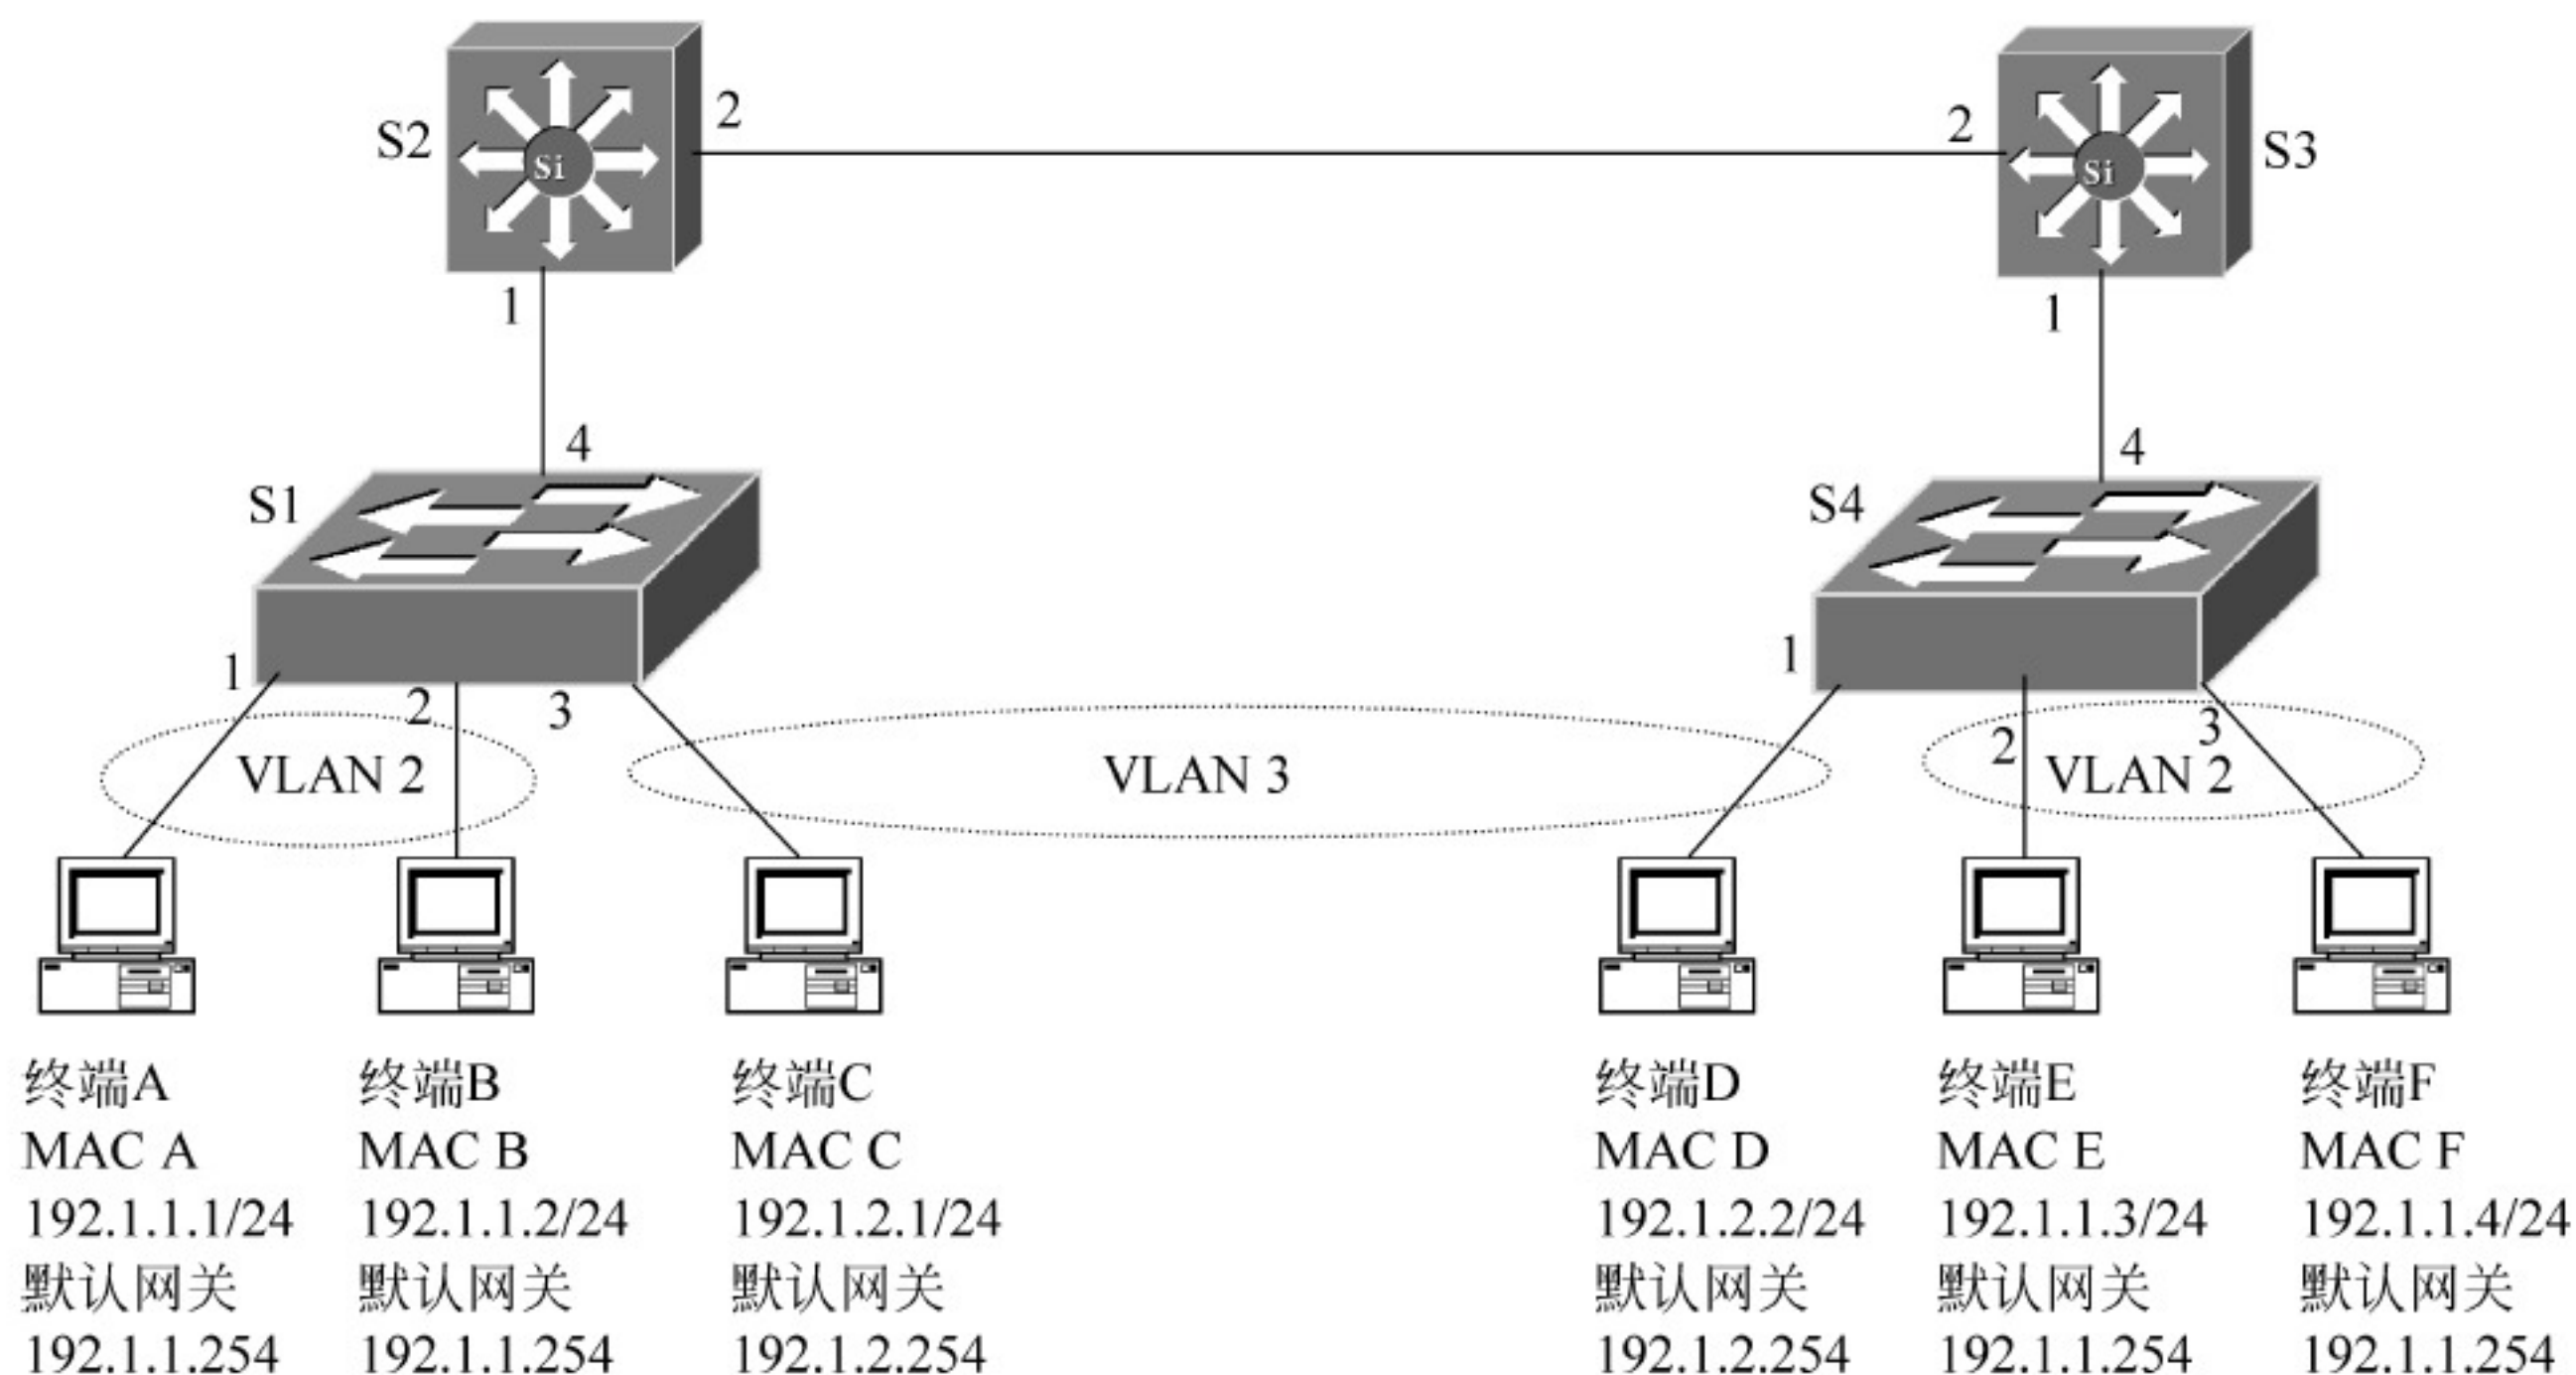 2
2
S2
Si
Si
S3
1
1
4
4
S1
S4
1
2
3
1
2
3
VLAN 2
VLAN 3
VLAN 2
终端A
MAC A
192.1.1.1/24
默认网关
192.1.1.254
终端B
MAC B
192.1.1.2/24
默认网关
192.1.1.254
终端C
MAC C
192.1.2.1/24
默认网关
192.1.2.254
终端D
MAC D
192.1.2.2/24
默认网关
192.1.2.254
终端E
MAC E
192.1.1.3/24
默认网关
192.1.1.254
终端F
MAC F
192.1.1.4/24
默认网关
192.1.1.254